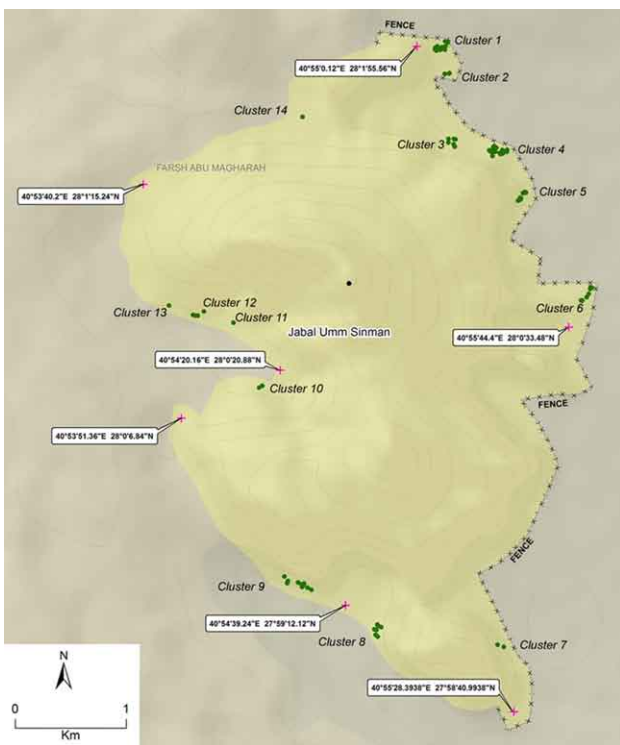 FENCE
Cluster 1
40°55'0.12"E 28°1'55.56"N
Cluster 2
Cluster 14
Cluster 3
Cluster 4
FARSH ABU MAGHARAH
40°53'40.2"E 28°1'15.24"N
Cluster 5
Cluster 6
Cluster 13
Cluster 12
Cluster 11
Jabal Umm Sinman
40°55'44.4"E 28°0'33.48"N
40°54'20.16"E 28°0'20.88"N
Cluster 10
FENCE
40°53'51.36"E 28°0'6.84"N
FENCE
Cluster 9
40°54'39.24"E 27°59'12.12"N
Cluster 8
Cluster 7
40°55'28.3938"E 27°58'40.9938"N
N
0 1
Km